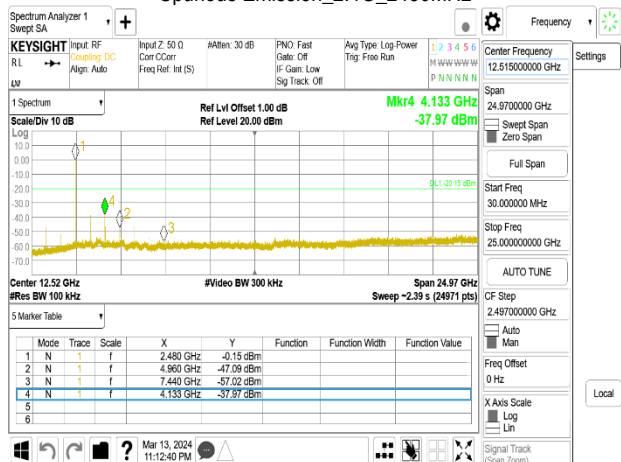 Spectrum Analyzer 1
Swept SA
Frequency
KEYSIGHT
RL
Input: RF
Coupling: DC
Align: Auto
Input Z: 50 Ω
Corr CCorr
Freq Ref: Int (S)
#Atten: 30 dB
PNO: Fast
Gate: Off
IF Gain: Low
Sig Track: Off
Avg Type: Log-Power
Trig: Free Run
1 2 3 4 5 6
M W W W W W
P N N N N N
Center Frequency
12.515000000 GHz
Settings
Span
24.9700000 GHz
Swept Span
Zero Span
Full Span
Start Freq
30.000000 MHz
Stop Freq
25.000000000 GHz
AUTO TUNE
CF Step
2.497000000 GHz
Auto
Man
Freq Offset
0 Hz
X Axis Scale
Log
Lin
Local
Signal Track
(Span Zoom)
1 Spectrum
Scale/Div 10 dB
Log
Ref Lvl Offset 1.00 dB
Ref Level 20.00 dBm
Mkr4 4.133 GHz
-37.97 dBm
10.0
0.00
-10.0
-20.0
-30.0
-40.0
-50.0
-60.0
-70.0
1
4
2
3
DL1 -20.15 dBm
Center 12.52 GHz
#Res BW 100 kHz
#Video BW 300 kHz
Span 24.97 GHz
Sweep ~2.39 s (24971 pts)
5 Marker Table
Mode Trace Scale X Y Function Function Width Function Value
1 N 1 f 2.480 GHz -0.15 dBm
2 N 1 f 4.960 GHz -47.09 dBm
3 N 1 f 7.440 GHz -57.02 dBm
4 N 1 f 4.133 GHz -37.97 dBm
5
6
Mar 13, 2024
11:12:40 PM